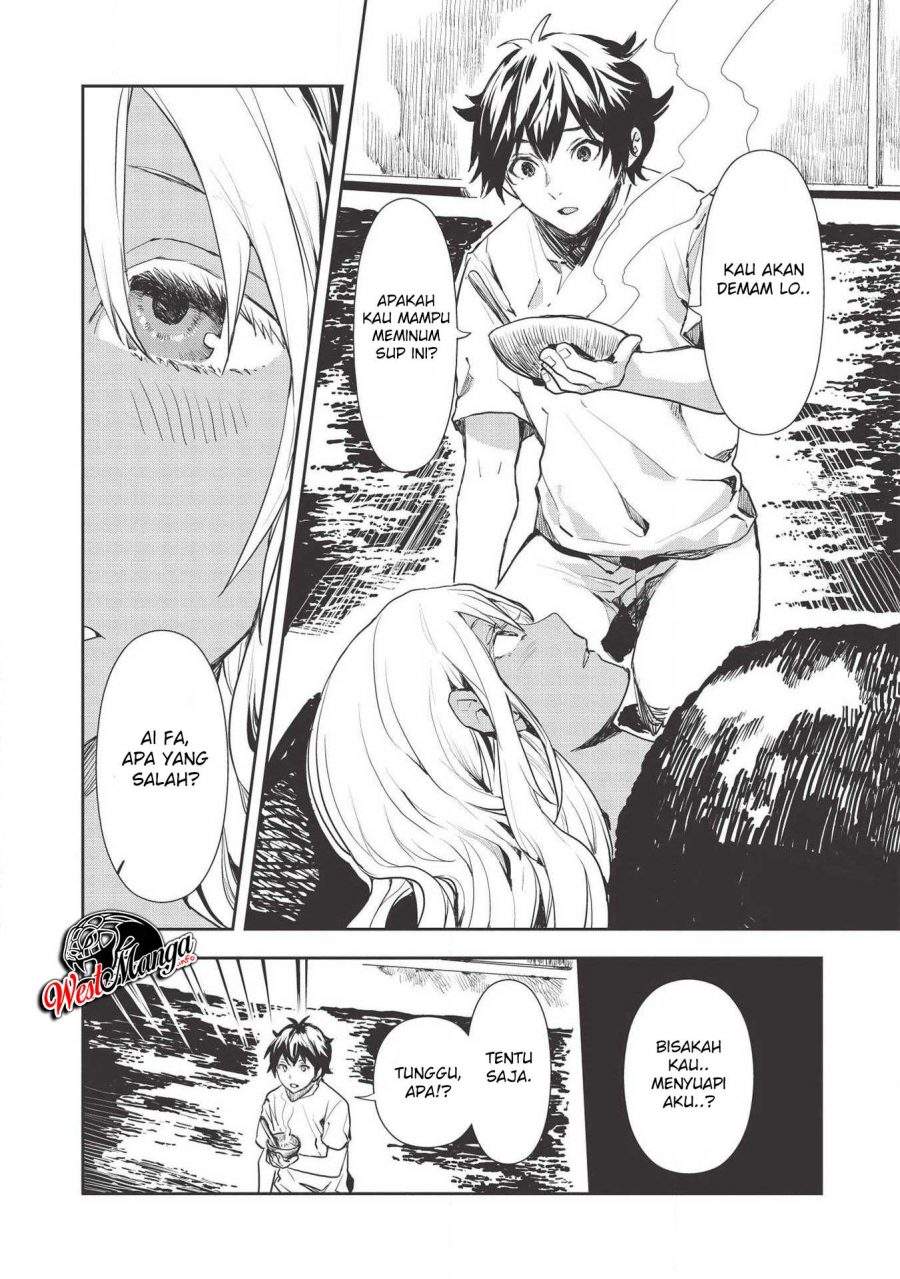 KAU AKAN
DEMAM LO..
APAKAH
KAU MAMPU
MEMINUM
SUP INI?
AI FA,
APA YANG
SALAH?
BISAKAH
KAU..
MENYUAPI
AKU..?
TENTU
SAJA.
TUNGGU,
APA!?
WestManga
.INFO